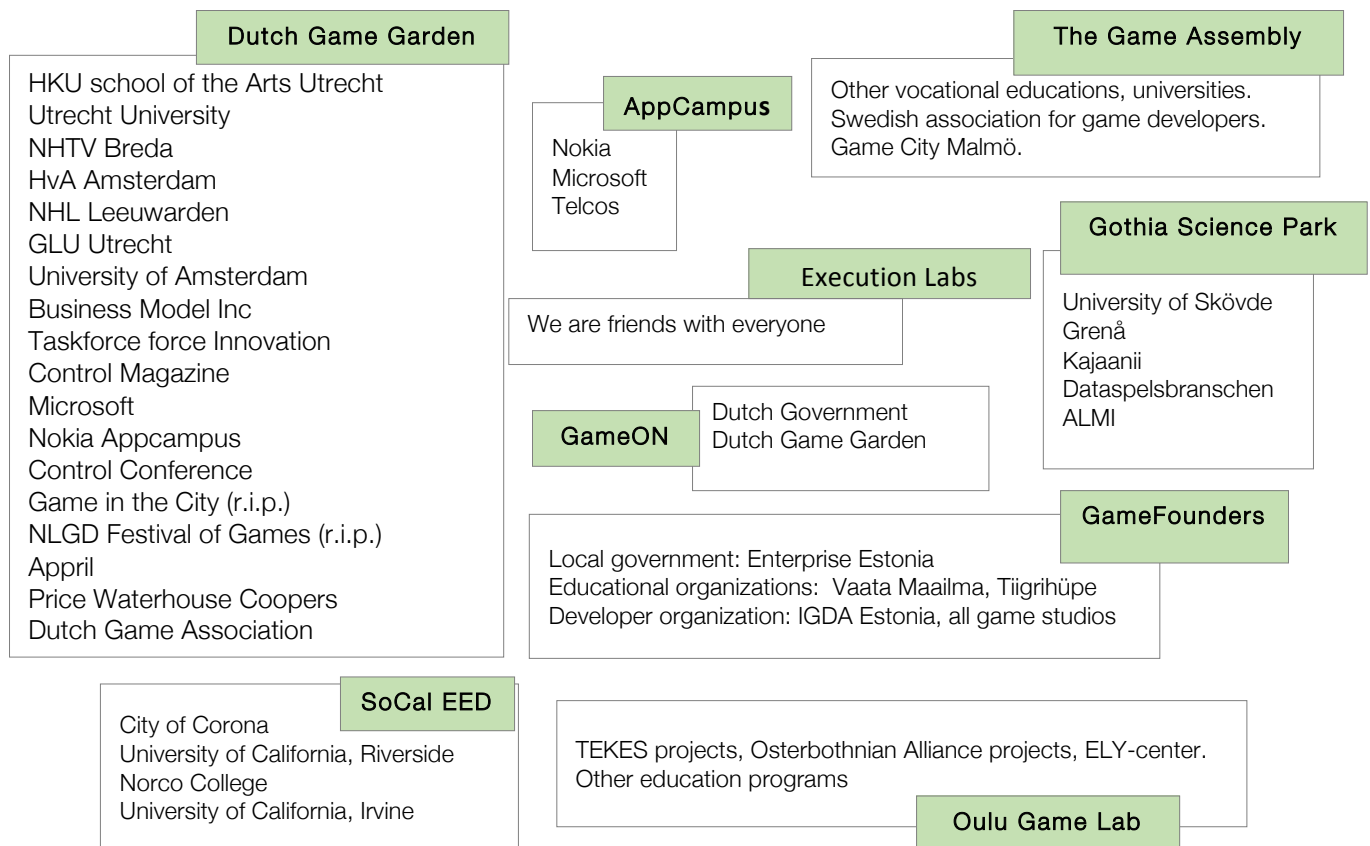 Dutch Game Garden
HKU school of the Arts Utrecht
Utrecht University
NHTV Breda
HvA Amsterdam
NHL Leeuwarden
GLU Utrecht
University of Amsterdam
Business Model Inc
Taskforce force Innovation
Control Magazine
Microsoft
Nokia Appcampus
Control Conference
Game in the City (r.i.p.)
NLGD Festival of Games (r.i.p.)
Appril
Price Waterhouse Coopers
Dutch Game Association
AppCampus
Nokia
Microsoft
Telcos
The Game Assembly
Other vocational educations, universities.
Swedish association for game developers.
Game City Malmö.
Execution Labs
We are friends with everyone
Gothia Science Park
University of Skövde
Grenå
Kajaanii
Dataspelsbranschen
ALMI
GameON
Dutch Government
Dutch Game Garden
GameFounders
Local government: Enterprise Estonia
Educational organizations:  Vaata Maailma, Tiigrihüpe
Developer organization: IGDA Estonia, all game studios
SoCal EED
City of Corona
University of California, Riverside
Norco College
University of California, Irvine
TEKES projects, Osterbothnian Alliance projects, ELY-center.
Other education programs
Oulu Game Lab